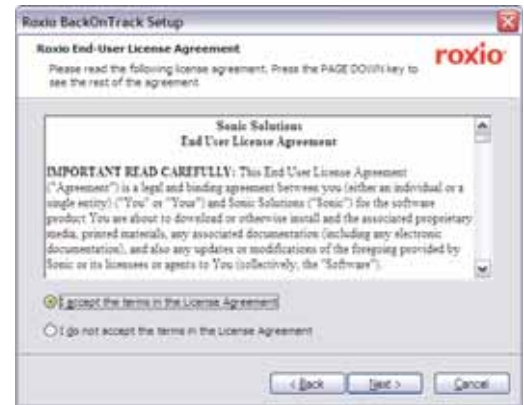 Roxio BackOnTrack Setup
Roxio End-User License Agreement
roxio
Please read the following license agreement. Press the PAGE DOWN key to
see the rest of the agreement
Sonic Solutions
End User License Agreement
IMPORTANT READ CAREFULLY: This End User License Agreement
("Agreement") is a legal and binding agreement between you (either an individual or a
single entity) ("You" or "Your") and Sonic Solutions ("Sonic") for the software
product You are about to download or otherwise install and the associated proprietary
media, printed materials, any associated documentation (including any electronic
documentation), and also any updates or modifications of the foregoing provided by
Sonic or its licensees or agents to You (collectively, the "Software").
I accept the terms in the License Agreement
I do not accept the terms in the License Agreement
< Back
Next >
Cancel